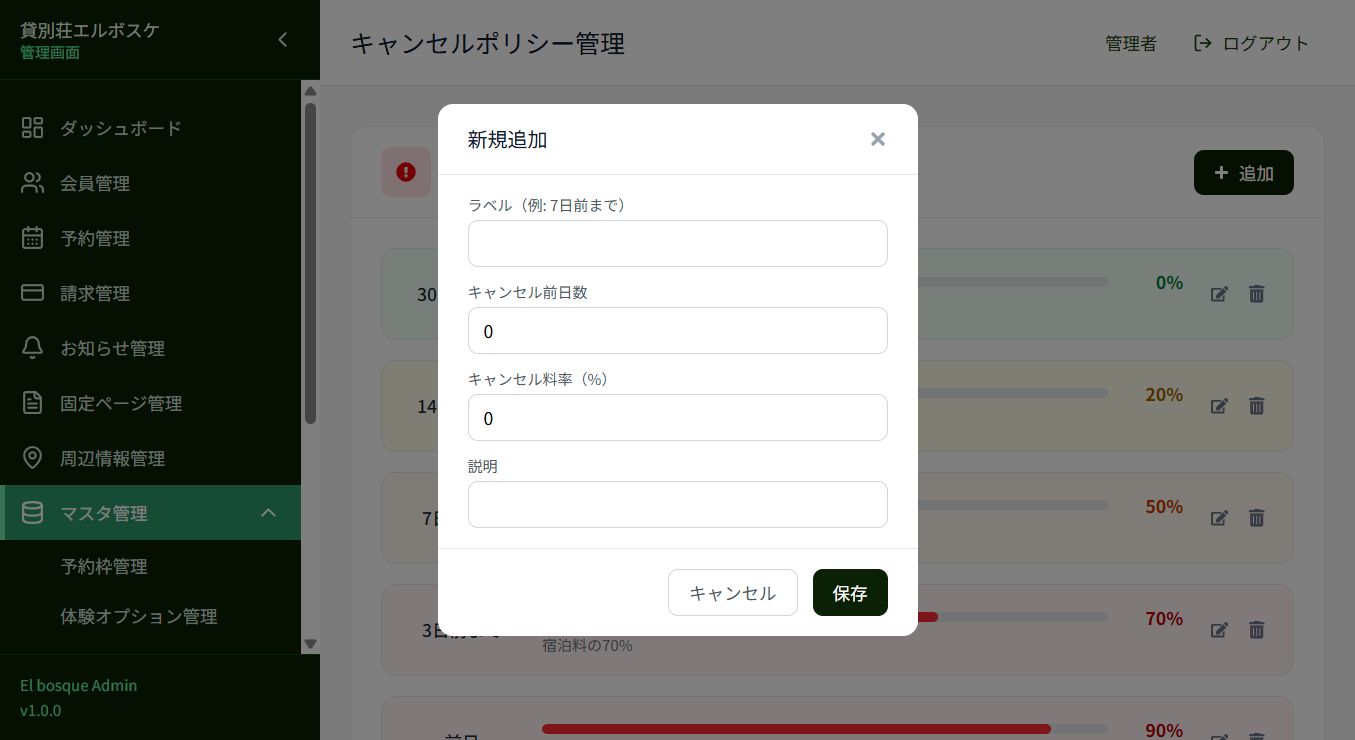 貸別荘エルボスケ
管理画面
キャンセルポリシー管理
管理者
ログアウト
ダッシュボード
会員管理
予約管理
請求管理
お知らせ管理
固定ページ管理
周辺情報管理
マスタ管理
予約枠管理
体験オプション管理
El bosque Admin
v1.0.0
追加
新規追加
ラベル（例: 7日前まで）
キャンセル前日数
0
キャンセル料率（%）
0
説明
キャンセル
保存
30
0%
14
20%
7日
50%
3日前まで
70%
宿泊料の70%
前日
90%